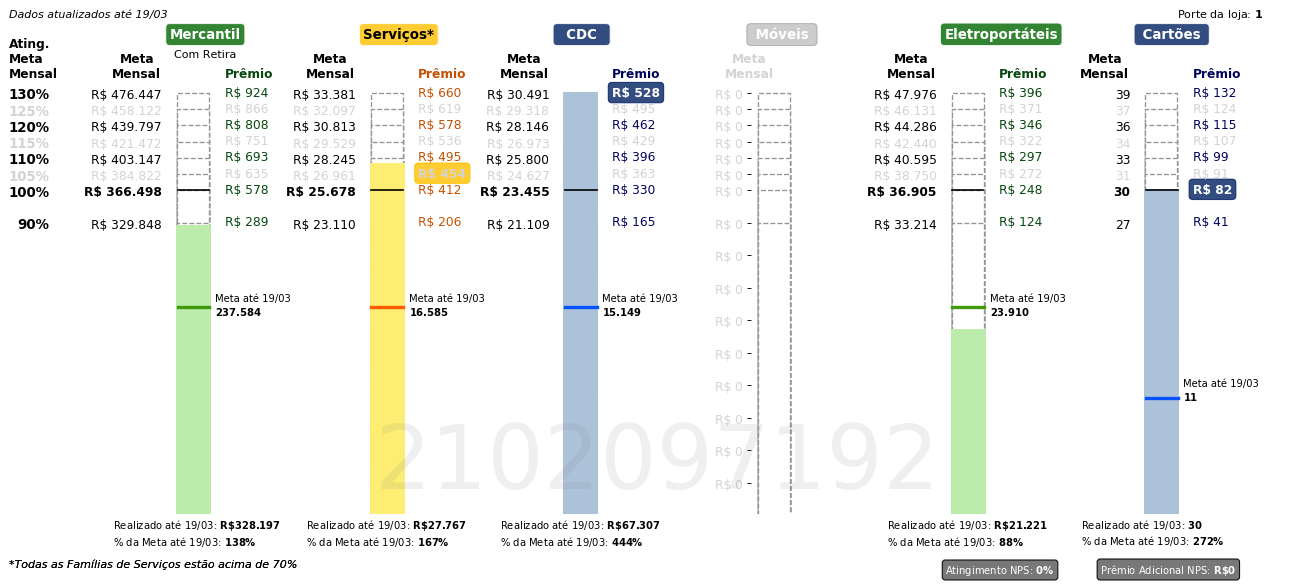 Dados atualizados até 19/03
Porte da loja: 1
Mercantil Serviços* CDC Móveis Eletroportáteis Cartões
Com Retira
Ating. Meta Mensal
Meta Mensal Prêmio Meta Mensal Prêmio Meta Mensal Prêmio Meta Mensal Meta Mensal Prêmio Meta Mensal Prêmio
130% R$ 476.447 R$ 924 R$ 33.381 R$ 660 R$ 30.491 R$ 528 R$ 0 R$ 47.976 R$ 396 39 R$ 132
125% R$ 458.122 R$ 866 R$ 32.097 R$ 619 R$ 29.318 R$ 495 R$ 0 R$ 46.131 R$ 371 37 R$ 124
120% R$ 439.797 R$ 808 R$ 30.813 R$ 578 R$ 28.146 R$ 462 R$ 0 R$ 44.286 R$ 346 36 R$ 115
115% R$ 421.472 R$ 751 R$ 29.529 R$ 536 R$ 26.973 R$ 429 R$ 0 R$ 42.440 R$ 322 34 R$ 107
110% R$ 403.147 R$ 693 R$ 28.245 R$ 495 R$ 25.800 R$ 396 R$ 0 R$ 40.595 R$ 297 33 R$ 99
105% R$ 384.822 R$ 635 R$ 26.961 R$ 454 R$ 24.627 R$ 363 R$ 0 R$ 38.750 R$ 272 31 R$ 91
100% R$ 366.498 R$ 578 R$ 25.678 R$ 412 R$ 23.455 R$ 330 R$ 0 R$ 36.905 R$ 248 30 R$ 82
90% R$ 329.848 R$ 289 R$ 23.110 R$ 206 R$ 21.109 R$ 165 R$ 0 R$ 33.214 R$ 124 27 R$ 41
R$ 0
R$ 0
Meta até 19/03 Meta até 19/03 Meta até 19/03 Meta até 19/03
237.584 16.585 15.149 23.910
R$ 0
R$ 0
R$ 0
Meta até 19/03
11
R$ 0
R$ 0
R$ 0
2102097192
Realizado até 19/03: R$328.197 Realizado até 19/03: R$27.767 Realizado até 19/03: R$67.307 Realizado até 19/03: R$21.221 Realizado até 19/03: 30
% da Meta até 19/03: 138% % da Meta até 19/03: 167% % da Meta até 19/03: 444% % da Meta até 19/03: 88% % da Meta até 19/03: 272%
*Todas as Famílias de Serviços estão acima de 70%
Atingimento NPS: 0% Prêmio Adicional NPS: R$0